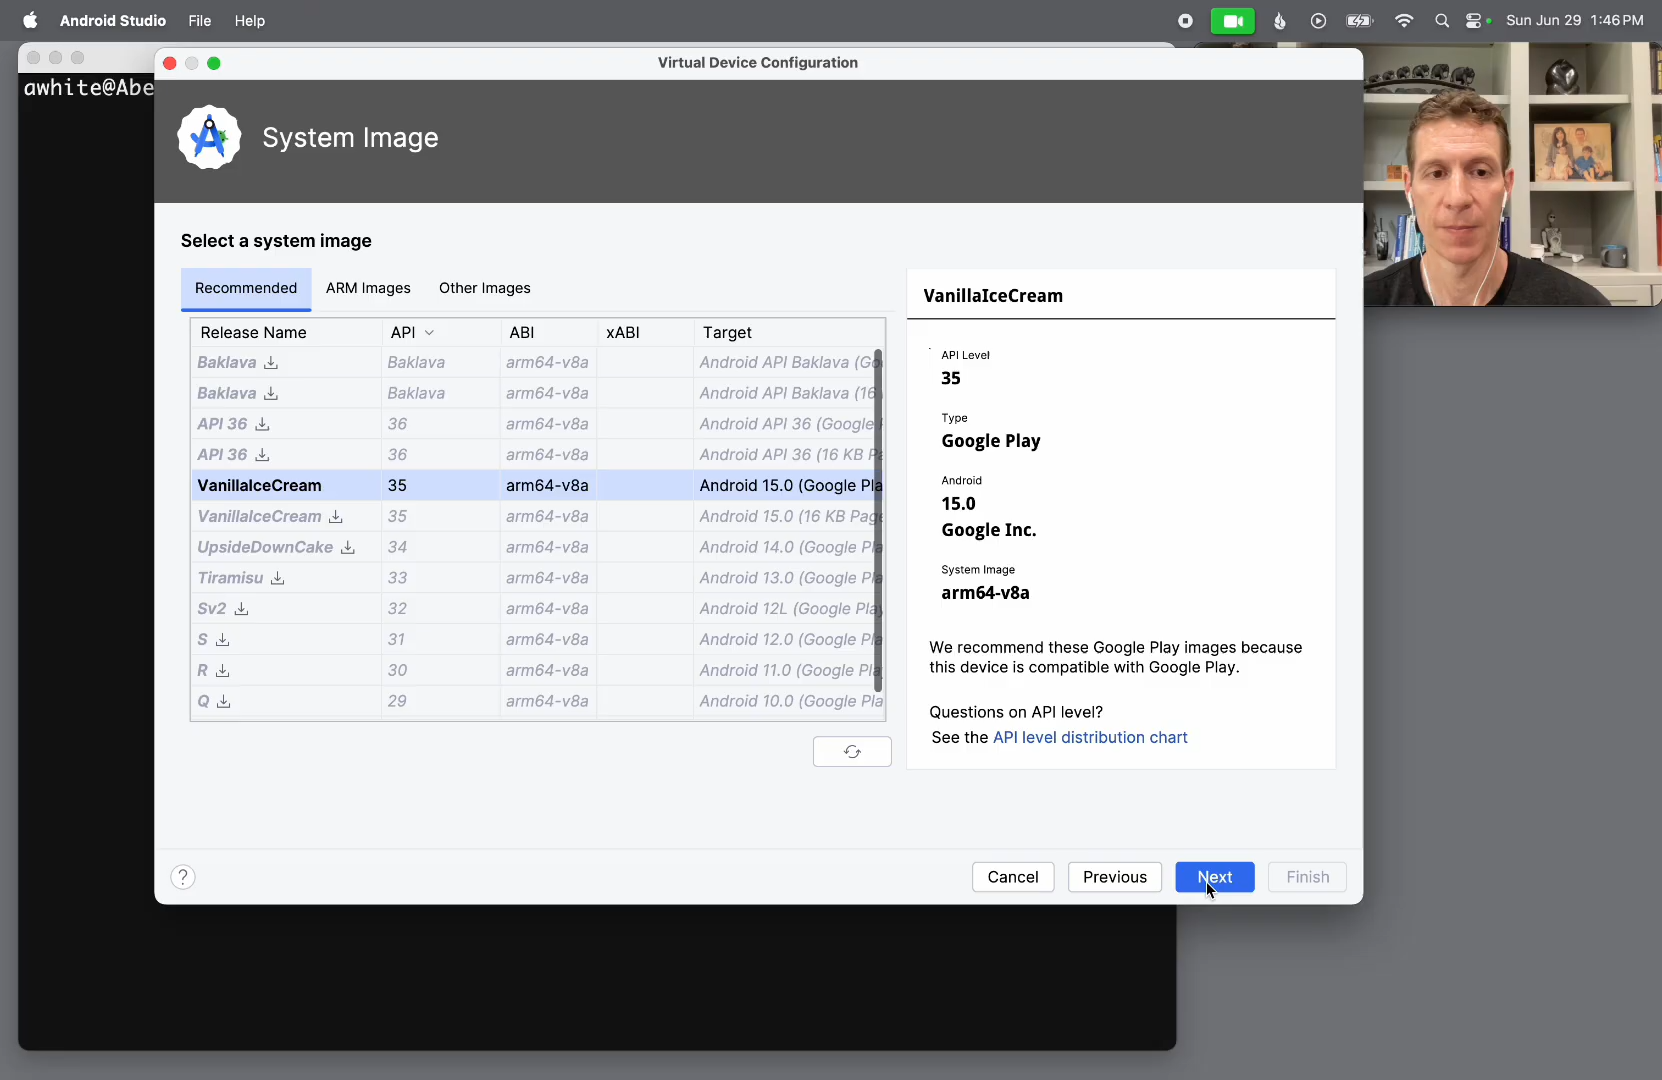 Android Studio File Help
Sun Jun 29 1:46 PM
awhite@Abe
Virtual Device Configuration
System Image
Select a system image
Recommended ARM Images Other Images
Release Name API ABI xABI Target
Baklava Baklava arm64-v8a Android API Baklava (Go
Baklava Baklava arm64-v8a Android API Baklava (16
API 36 36 arm64-v8a Android API 36 (Google
API 36 36 arm64-v8a Android API 36 (16 KB Pa
VanillaIceCream 35 arm64-v8a Android 15.0 (Google Pla
VanillaIceCream 35 arm64-v8a Android 15.0 (16 KB Page
UpsideDownCake 34 arm64-v8a Android 14.0 (Google Pla
Tiramisu 33 arm64-v8a Android 13.0 (Google Pla
Sv2 32 arm64-v8a Android 12L (Google Play
S 31 arm64-v8a Android 12.0 (Google Pla
R 30 arm64-v8a Android 11.0 (Google Pla
Q 29 arm64-v8a Android 10.0 (Google Pla
VanillaIceCream
API Level
35
Type
Google Play
Android
15.0
Google Inc.
System Image
arm64-v8a
We recommend these Google Play images because
this device is compatible with Google Play.
Questions on API level?
See the API level distribution chart
?
Cancel Previous Next Finish